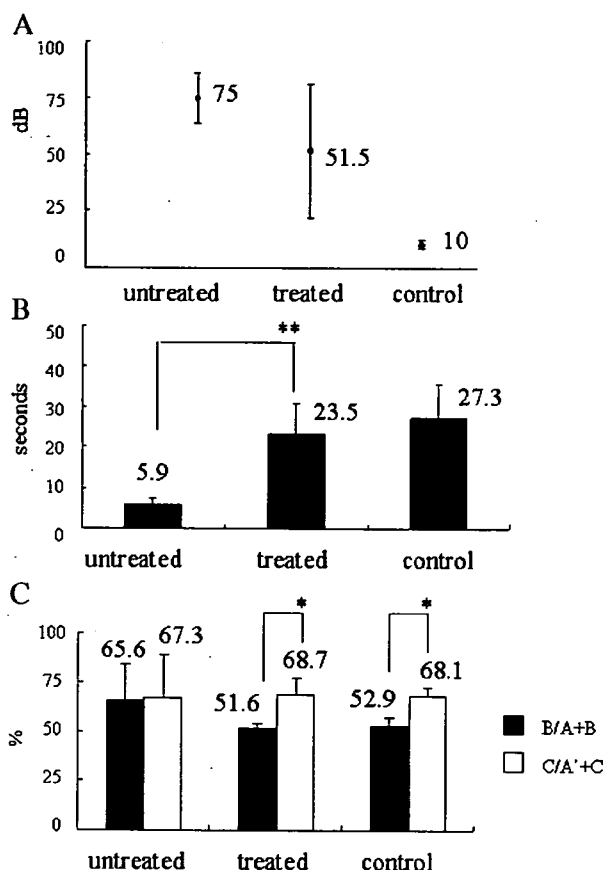 A
100
75
50
25
0
dB
75
51.5
10
untreated treated control
B
50
40
30
20
10
0
seconds
**
5.9
23.5
27.3
untreated treated control
C
100
75
50
25
0
%
* *
65.6 67.3 51.6 68.7 52.9 68.1
B/A+B
C/A'+C
untreated treated control